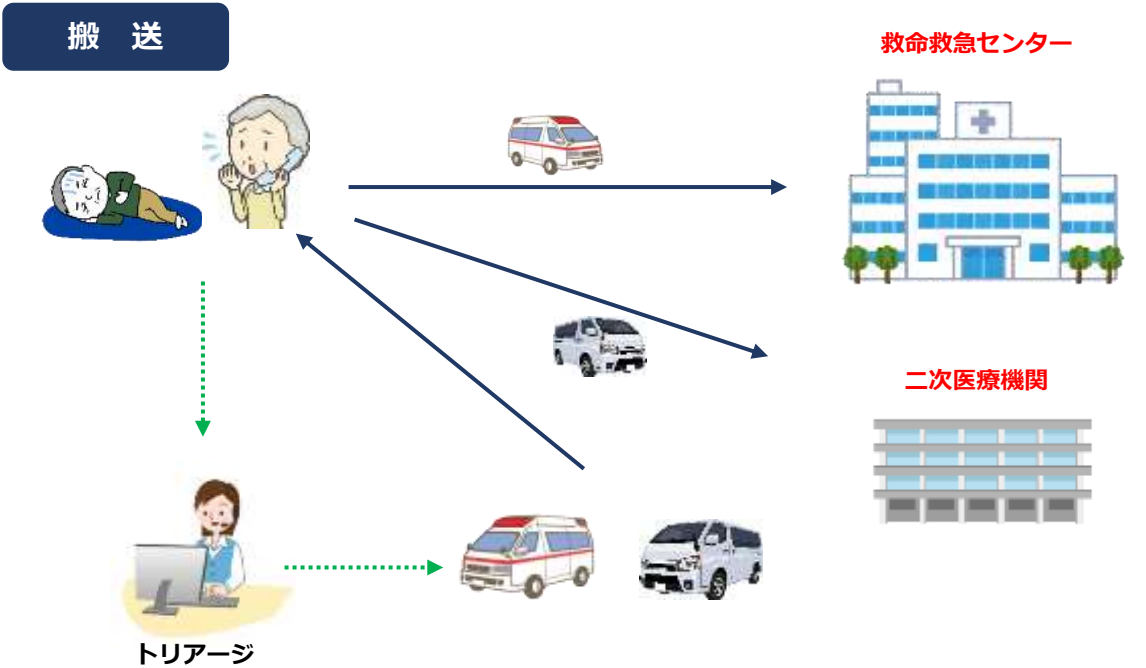 搬　送
救命救急センター
二次医療機関
トリアージ